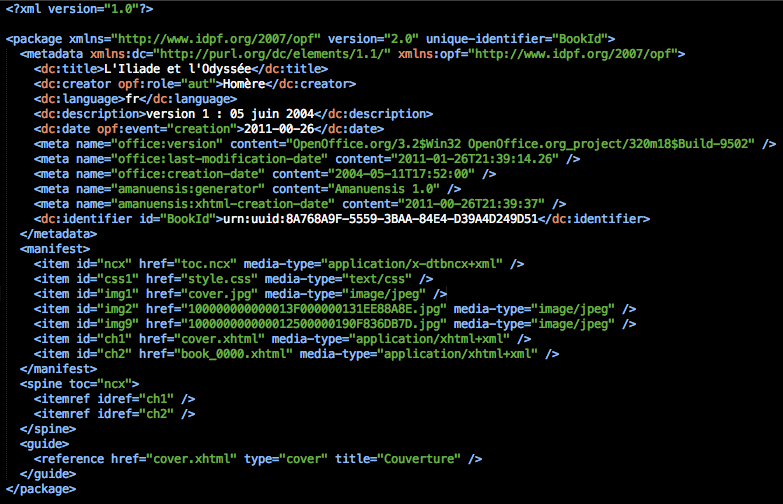 <?xml version="1.0"?>
<package xmlns="http://www.idpf.org/2007/opf" version="2.0" unique-identifier="BookId">
<metadata xmlns:dc="http://purl.org/dc/elements/1.1/" xmlns:opf="http://www.idpf.org/2007/opf">
<dc:title>L'Iliade et l'Odyssée</dc:title>
<dc:creator opf:role="aut">Homère</dc:creator>
<dc:language>fr</dc:language>
<dc:description>version 1 : 05 juin 2004</dc:description>
<dc:date opf:event="creation">2011-00-26</dc:date>
<meta name="office:version" content="OpenOffice.org/3.2$Win32 OpenOffice.org_project/320m18$Build-9502" />
<meta name="office:last-modification-date" content="2011-01-26T21:39:14.26" />
<meta name="office:creation-date" content="2004-05-11T17:52:00" />
<meta name="amanuensis:generator" content="Amanuensis 1.0" />
<meta name="amanuensis:xhtml-creation-date" content="2011-00-26T21:39:37" />
<dc:identifier id="BookId">urn:uuid:8A768A9F-5559-3BAA-84E4-D39A4D249D51</dc:identifier>
</metadata>
<manifest>
<item id="ncx" href="toc.ncx" media-type="application/x-dtbncx+xml" />
<item id="css1" href="style.css" media-type="text/css" />
<item id="img1" href="cover.jpg" media-type="image/jpeg" />
<item id="img2" href="100000000000013F000000131EE88A8E.jpg" media-type="image/jpeg" />
<item id="img9" href="1000000000000012500000190F836DB7D.jpg" media-type="image/jpeg" />
<item id="ch1" href="cover.xhtml" media-type="application/xhtml+xml" />
<item id="ch2" href="book_0000.xhtml" media-type="application/xhtml+xml" />
</manifest>
<spine toc="ncx">
<itemref idref="ch1" />
<itemref idref="ch2" />
</spine>
<guide>
<reference href="cover.xhtml" type="cover" title="Couverture" />
</guide>
</package>